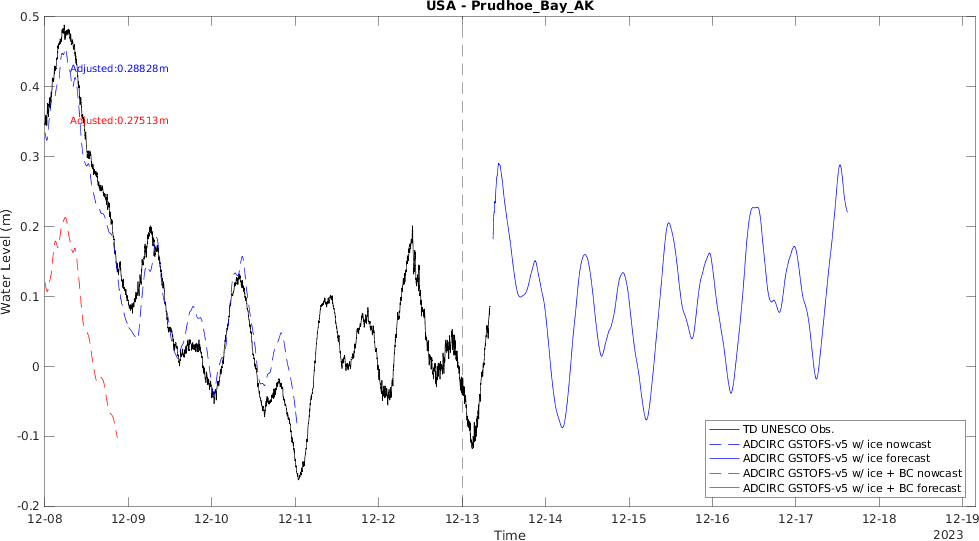 USA - Prudhoe_Bay_AK
Adjusted:0.28828m
Adjusted:0.27513m
Water Level (m)
0.5
0.4
0.3
0.2
0.1
0
-0.1
-0.2
TD UNESCO Obs.
ADCIRC GSTOFS-v5 w/ ice nowcast
ADCIRC GSTOFS-v5 w/ ice forecast
ADCIRC GSTOFS-v5 w/ ice + BC nowcast
ADCIRC GSTOFS-v5 w/ ice + BC forecast
12-08 12-09 12-10 12-11 12-12 12-13 12-14 12-15 12-16 12-17 12-18 12-19
Time
2023